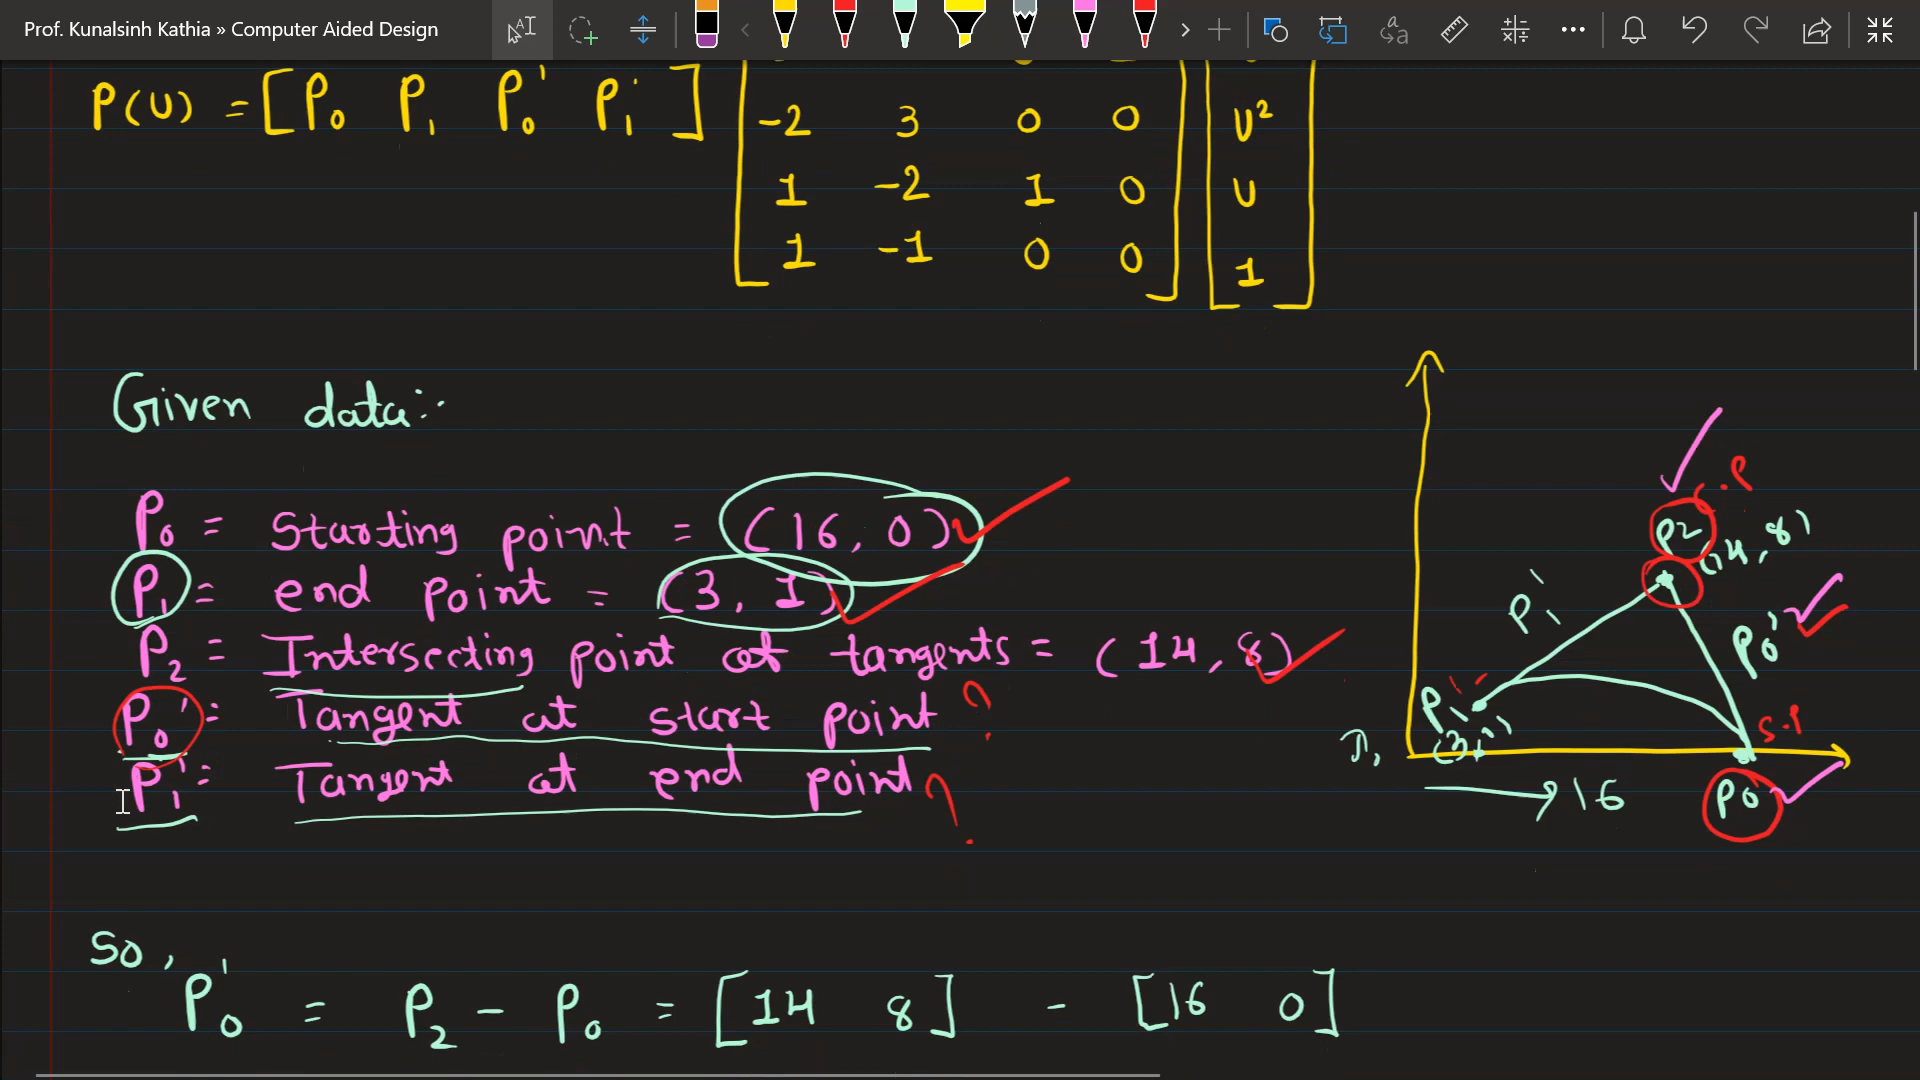 Prof. Kunalsinh Kathia » Computer Aided Design
P(U) = [P₀ P₁ P₀' P₁']
-2 3 0 0
1 -2 1 0
1 -1 0 0
U²
U
1
Given data:-
P₀ = Starting point = (16, 0)
P₁ = end point = (3, 1)
P₂ = Intersecting point at tangents = (14, 8)
P₀' = Tangent at start point ?
P₁' = Tangent at end point ?
C.P
P2 (14, 8)
P₁'
P₀'
P₁
S.P
16
P0
So,
P₀' = P₂ - P₀ = [14 8] - [16 0]